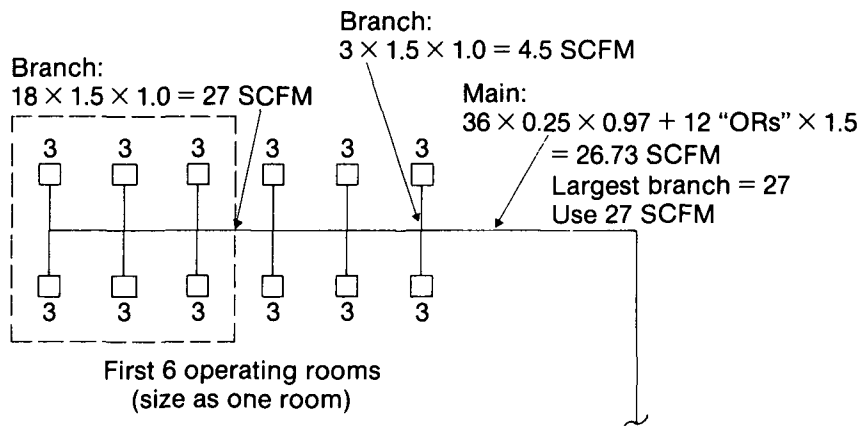 Branch:
3 × 1.5 × 1.0 = 4.5 SCFM
Branch:
18 × 1.5 × 1.0 = 27 SCFM
Main:
36 × 0.25 × 0.97 + 12 “ORs” × 1.5
= 26.73 SCFM
Largest branch = 27
Use 27 SCFM
3 3 3 3 3 3
3 3 3 3 3 3
First 6 operating rooms
(size as one room)